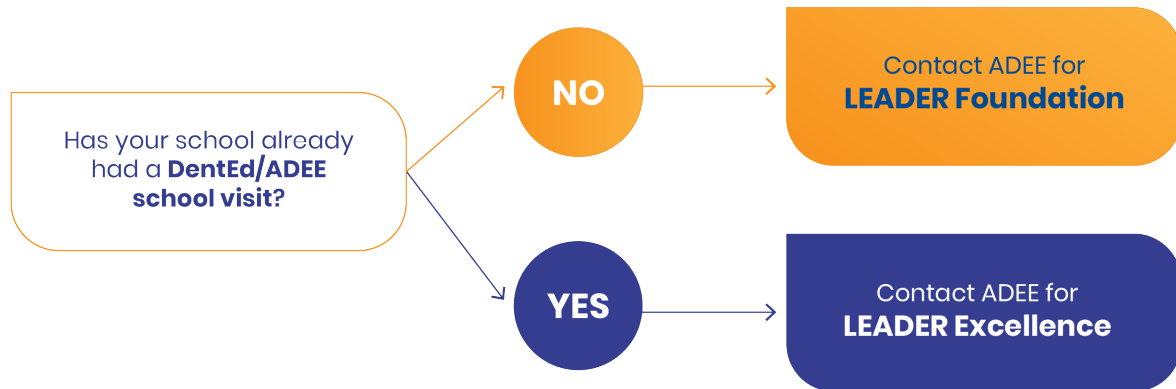 Has your school already
had a DentEd/ADEE
school visit?
NO
Contact ADEE for
LEADER Foundation
YES
Contact ADEE for
LEADER Excellence